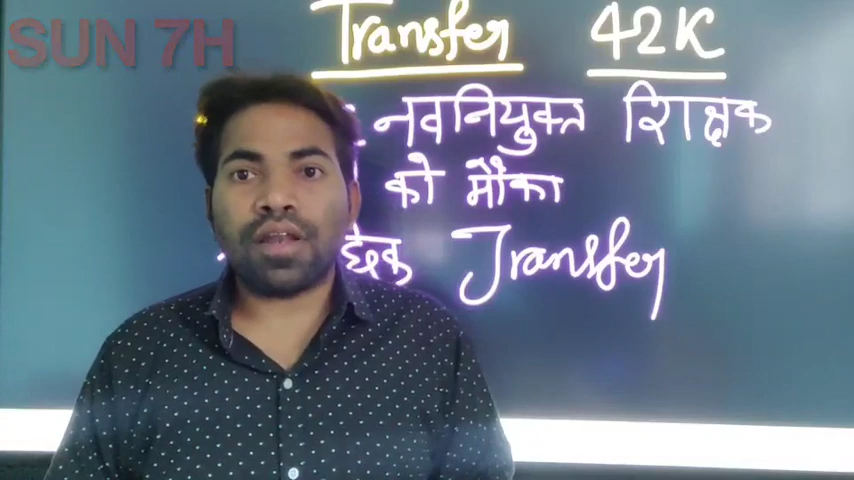 SUN 7H
Transfer 42K
नवनियुक्त शिक्षक
को मौका
Transfer